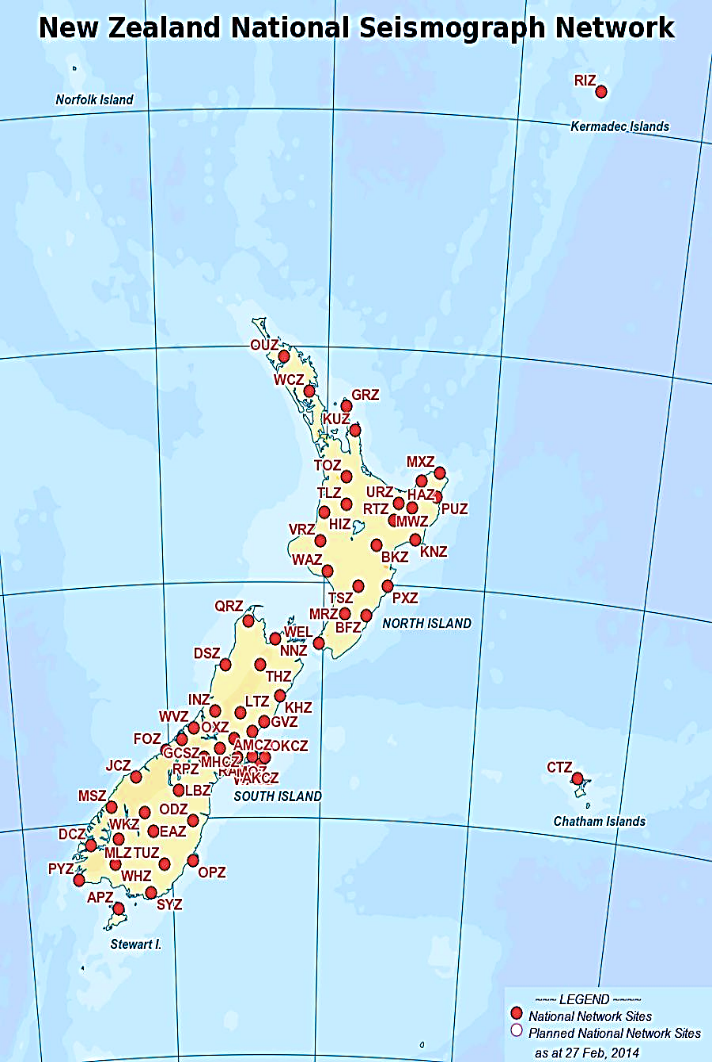 New Zealand National Seismograph Network
RIZ
Norfolk Island
Kermadec Islands
OUZ
WCZ
GRZ
KUZ
TOZ
MXZ
TLZ
URZ
HAZ
RTZ
PUZ
HIZ
MWZ
VRZ
KNZ
BKZ
WAZ
TSZ
PXZ
QRZ
MRZ
BFZ
NORTH ISLAND
WEL
NNZ
DSZ
THZ
INZ
LTZ
KHZ
WVZ
OXZ
GVZ
FOZ
GCSZ
AMCZ
OKCZ
MHCZ
RPZ
JCZ
CTZ
AKCZ
LBZ
SOUTH ISLAND
MSZ
ODZ
Chatham Islands
WKZ
EAZ
DCZ
MLZ
TUZ
PYZ
WHZ
OPZ
APZ
SYZ
Stewart I.
~~~~ LEGEND ~~~~~
National Network Sites
Planned National Network Sites
as at 27 Feb, 2014